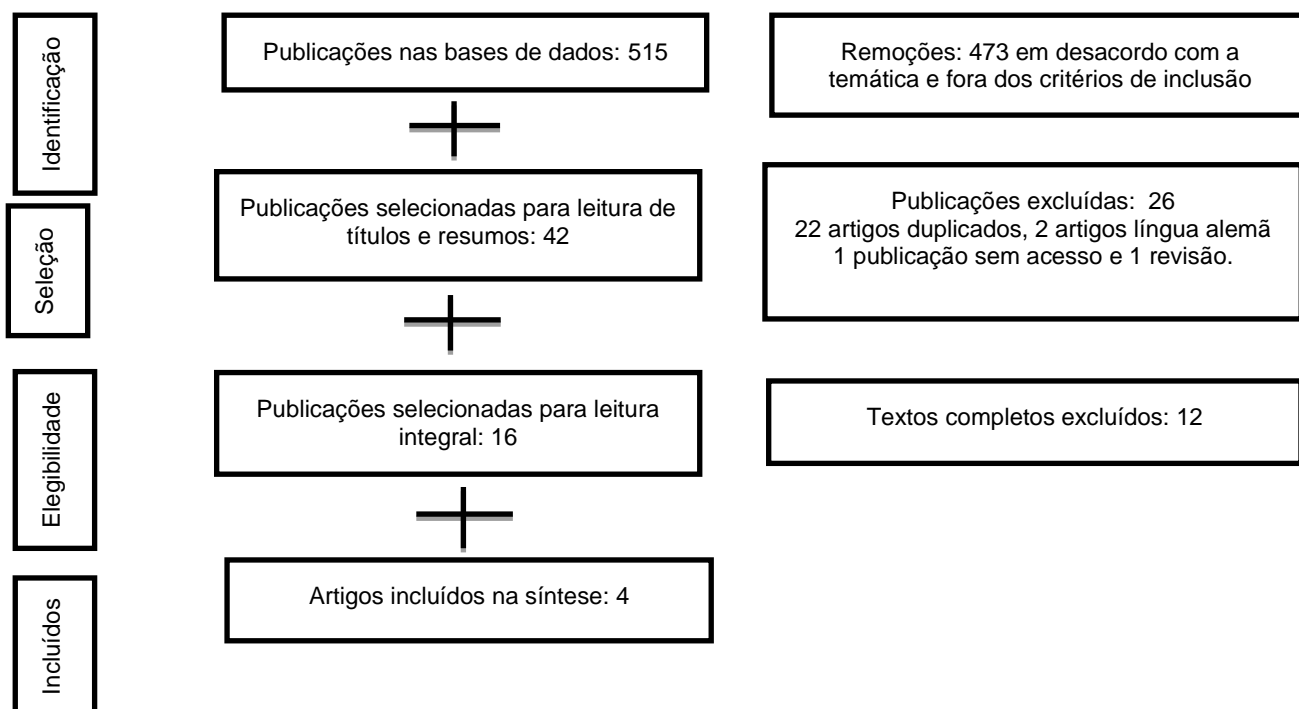 Identificação
Publicações nas bases de dados: 515
Remoções: 473 em desacordo com a
temática e fora dos critérios de inclusão
Seleção
Publicações selecionadas para leitura de
títulos e resumos: 42
Publicações excluídas: 26
22 artigos duplicados, 2 artigos língua alemã
1 publicação sem acesso e 1 revisão.
Elegibilidade
Publicações selecionadas para leitura
integral: 16
Textos completos excluídos: 12
Incluídos
Artigos incluídos na síntese: 4